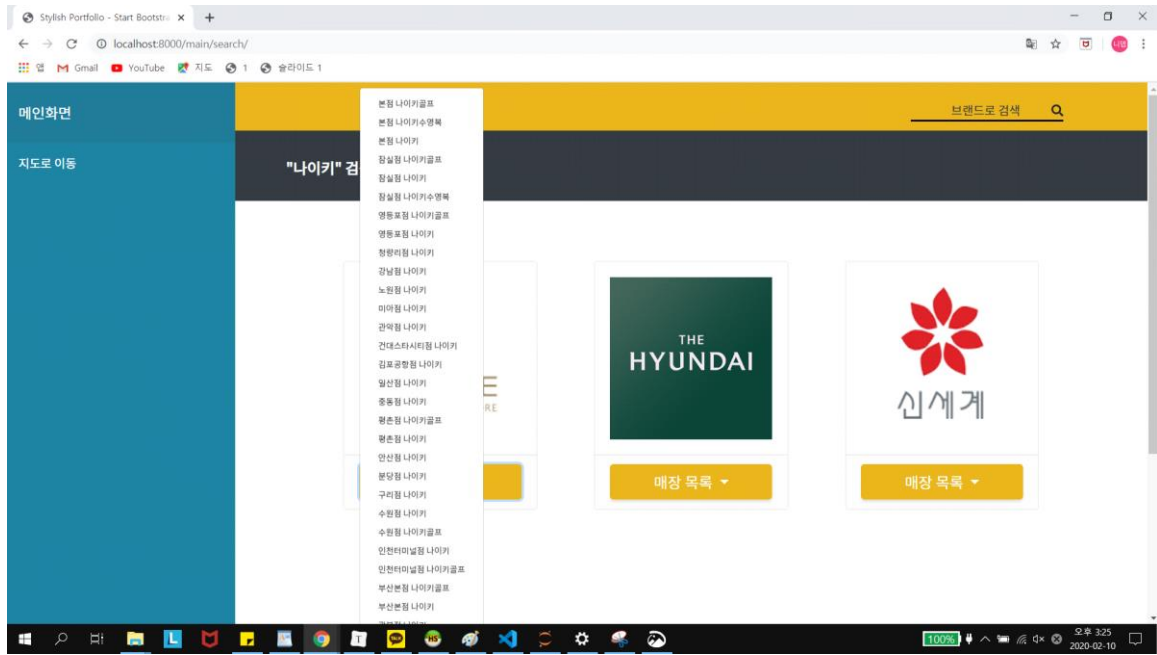 Stylish Portfolio - Start Bootstr
localhost:8000/main/search/
나영
앱
Gmail
YouTube
지도
1
슬라이드 1
메인화면
브랜드로 검색
지도로 이동
"나이키" 검
본점 나이키골프
본점 나이키수영복
본점 나이키
잠실점 나이키골프
잠실점 나이키
잠실점 나이키수영복
영등포점 나이키골프
영등포점 나이키
청량리점 나이키
강남점 나이키
노원점 나이키
미아점 나이키
관악점 나이키
건대스타시티점 나이키
김포공항점 나이키
일산점 나이키
중동점 나이키
평촌점 나이키골프
평촌점 나이키
안산점 나이키
분당점 나이키
구리점 나이키
수원점 나이키
수원점 나이키골프
인천터미널점 나이키
인천터미널점 나이키골프
부산본점 나이키골프
부산본점 나이키
E
RE
THE
HYUNDAI
신세계
매장 목록
매장 목록
L
T
HS
100%
오후 3:25
2020-02-10